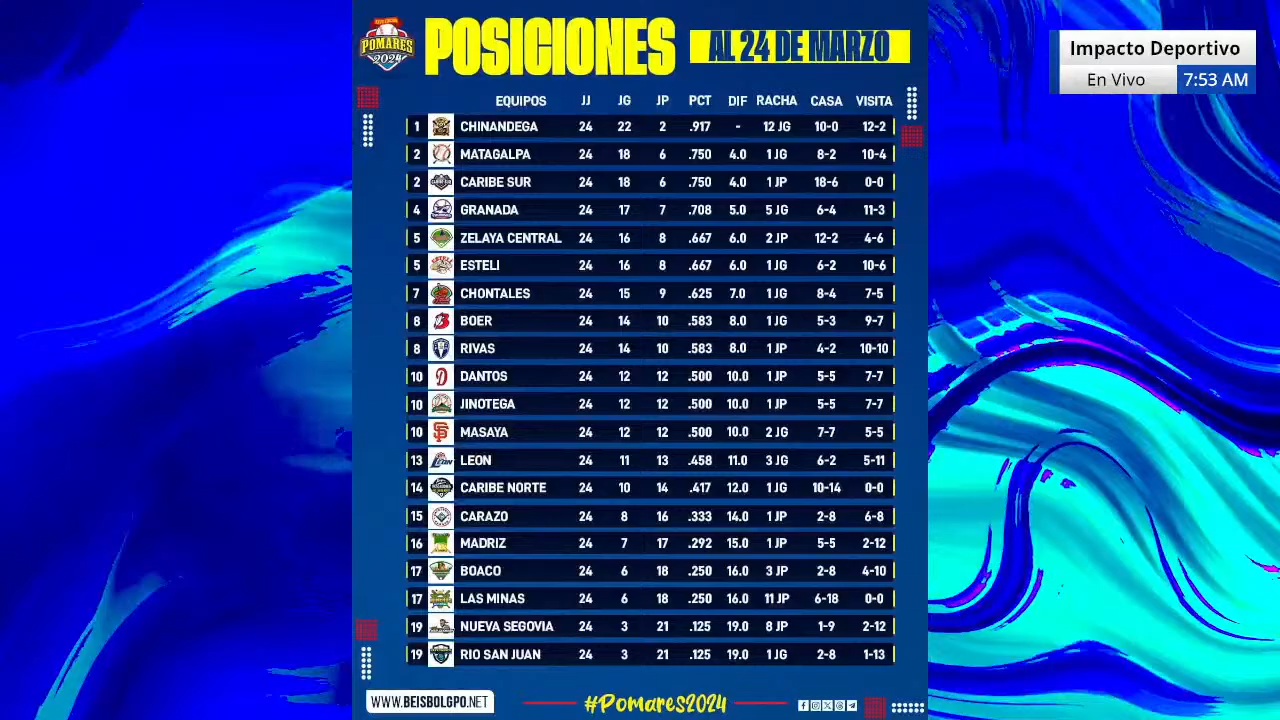 POMARES
2024
POSICIONES
AL 24 DE MARZO
Impacto Deportivo
En Vivo 7:53 AM
EQUIPOS JJ JG JP PCT DIF RACHA CASA VISITA
1 CHINANDEGA 24 22 2 .917 - 12 JG 10-0 12-2
2 MATAGALPA 24 18 6 .750 4.0 1 JG 8-2 10-4
2 CARIBE SUR 24 18 6 .750 4.0 1 JP 18-6 0-0
4 GRANADA 24 17 7 .708 5.0 5 JG 6-4 11-3
5 ZELAYA CENTRAL 24 16 8 .667 6.0 2 JP 12-2 4-6
5 ESTELI 24 16 8 .667 6.0 1 JG 6-2 10-6
7 CHONTALES 24 15 9 .625 7.0 1 JG 8-4 7-5
8 BOER 24 14 10 .583 8.0 1 JG 5-3 9-7
8 RIVAS 24 14 10 .583 8.0 1 JP 4-2 10-10
10 DANTOS 24 12 12 .500 10.0 1 JP 5-5 7-7
10 JINOTEGA 24 12 12 .500 10.0 1 JP 5-5 7-7
10 MASAYA 24 12 12 .500 10.0 2 JG 7-7 5-5
13 LEON 24 11 13 .458 11.0 3 JG 6-2 5-11
14 CARIBE NORTE 24 10 14 .417 12.0 1 JG 10-14 0-0
15 CARAZO 24 8 16 .333 14.0 1 JP 2-8 6-8
16 MADRIZ 24 7 17 .292 15.0 1 JP 5-5 2-12
17 BOACO 24 6 18 .250 16.0 3 JP 2-8 4-10
17 LAS MINAS 24 6 18 .250 16.0 11 JP 6-18 0-0
19 NUEVA SEGOVIA 24 3 21 .125 19.0 8 JP 1-9 2-12
19 RIO SAN JUAN 24 3 21 .125 19.0 1 JG 2-8 1-13
WWW.BEISBOLGPO.NET
#Pomares2024